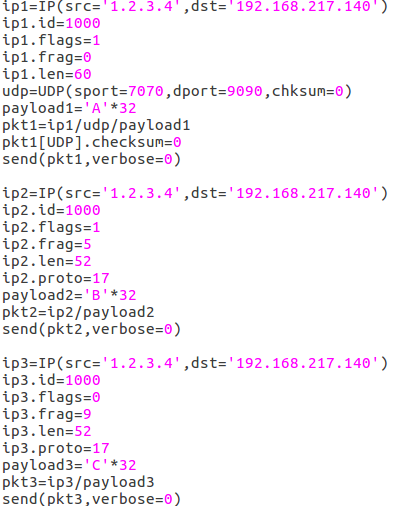 ip1=IP(src='1.2.3.4',dst='192.168.217.140')
ip1.id=1000
ip1.flags=1
ip1.frag=0
ip1.len=60
udp=UDP(sport=7070,dport=9090,chksum=0)
payload1='A'*32
pkt1=ip1/udp/payload1
pkt1[UDP].checksum=0
send(pkt1,verbose=0)
ip2=IP(src='1.2.3.4',dst='192.168.217.140')
ip2.id=1000
ip2.flags=1
ip2.frag=5
ip2.len=52
ip2.proto=17
payload2='B'*32
pkt2=ip2/payload2
send(pkt2,verbose=0)
ip3=IP(src='1.2.3.4',dst='192.168.217.140')
ip3.id=1000
ip3.flags=0
ip3.frag=9
ip3.len=52
ip3.proto=17
payload3='C'*32
pkt3=ip3/payload3
send(pkt3,verbose=0)